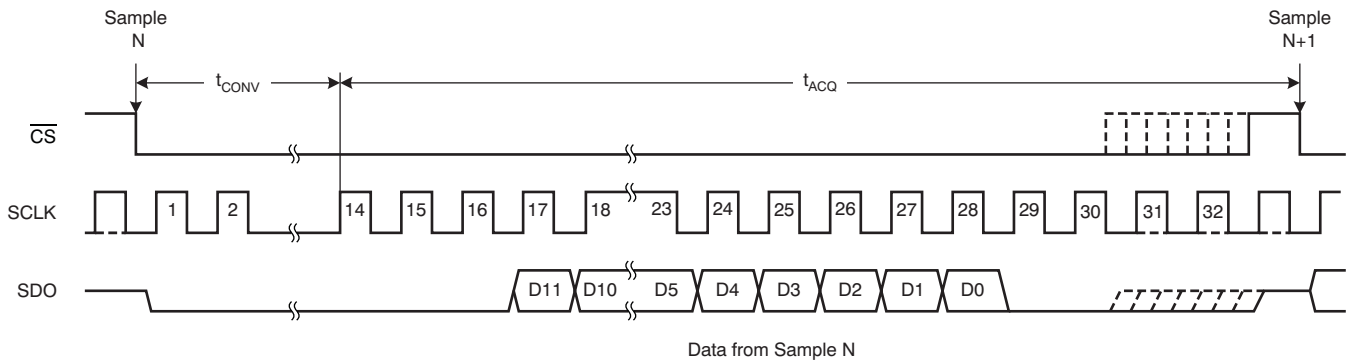 Sample
N
Sample
N+1
tCONV
tACQ
CS
SCLK
1 2 14 15 16 17 18 23 24 25 26 27 28 29 30 31 32
SDO
D11 D10 D5 D4 D3 D2 D1 D0
Data from Sample N